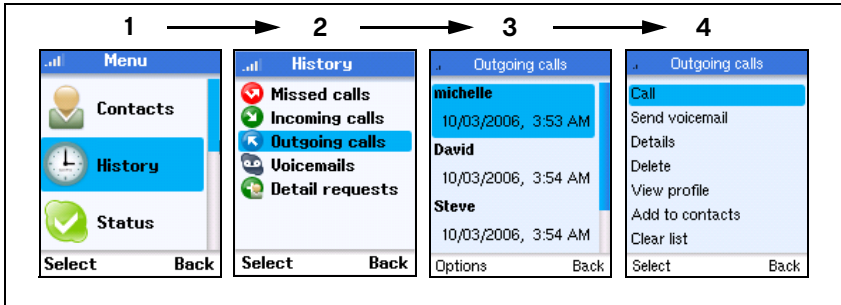 1 2 3 4
Menu
Contacts
History
Status
Select Back
History
Missed calls
Incoming calls
Outgoing calls
Voicemails
Detail requests
Select Back
Outgoing calls
michelle
10/03/2006, 3:53 AM
David
10/03/2006, 3:54 AM
Steve
10/03/2006, 3:54 AM
Options Back
Outgoing calls
Call
Send voicemail
Details
Delete
View profile
Add to contacts
Clear list
Select Back